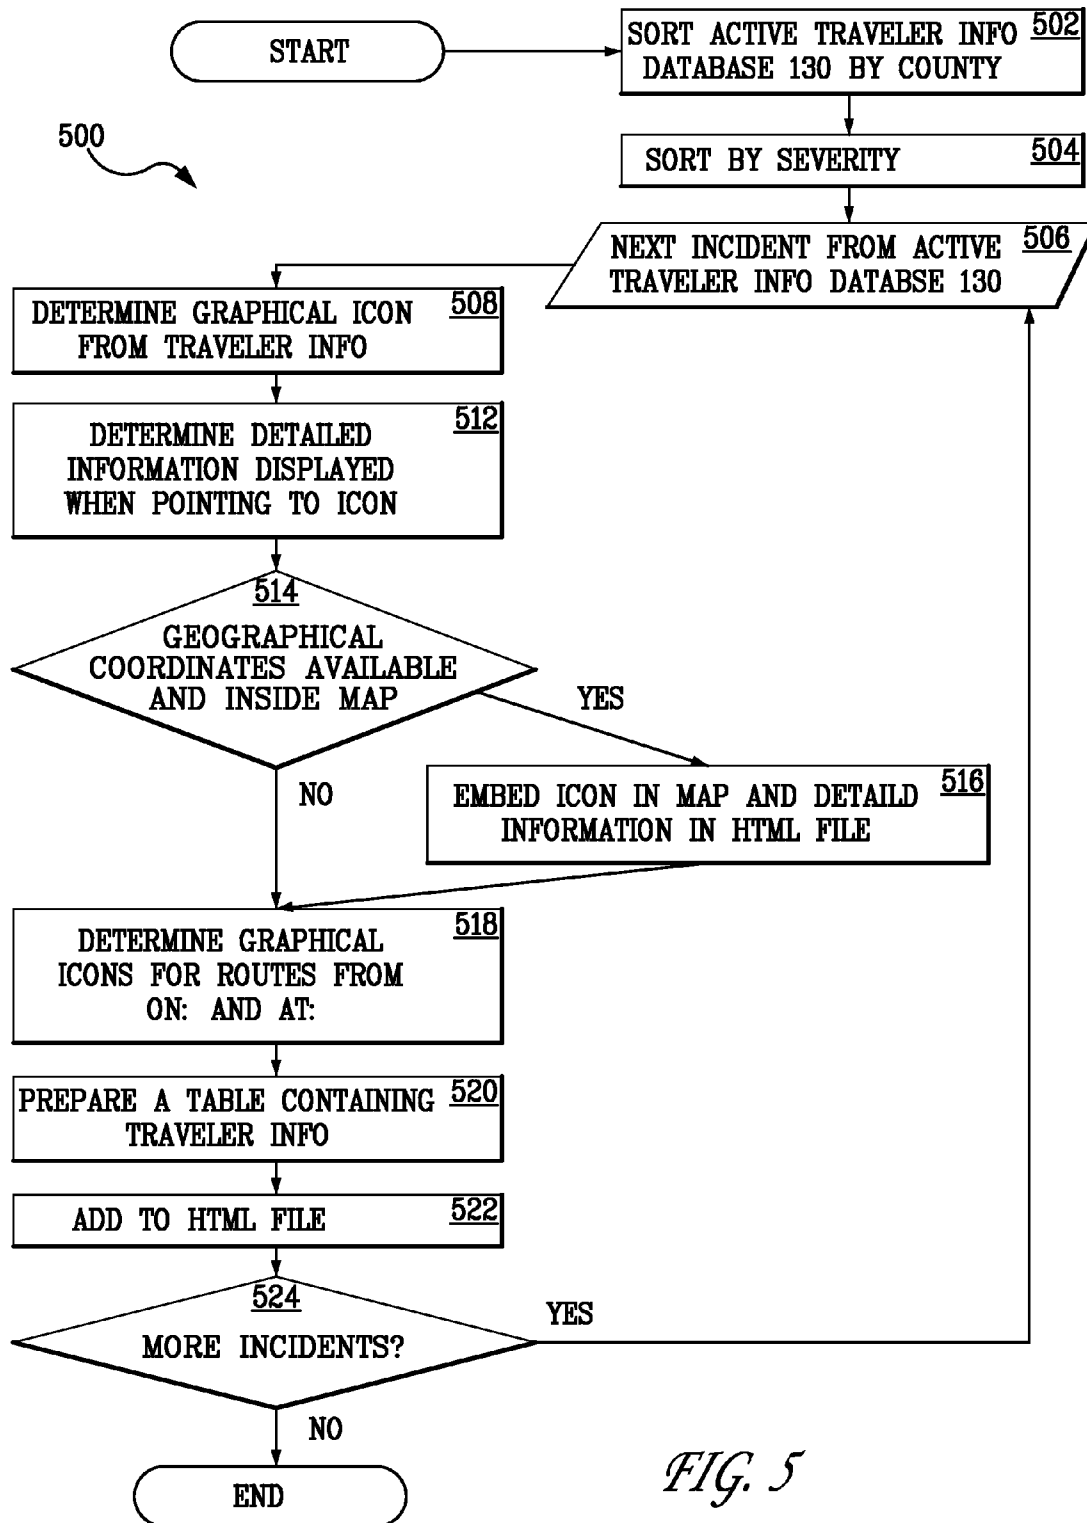 START
SORT ACTIVE TRAVELER INFO 502
DATABASE 130 BY COUNTY
500
SORT BY SEVERITY 504
NEXT INCIDENT FROM ACTIVE 506
TRAVELER INFO DATABSE 130
DETERMINE GRAPHICAL ICON 508
FROM TRAVELER INFO
512
DETERMINE DETAILED
INFORMATION DISPLAYED
WHEN POINTING TO ICON
514
GEOGRAPHICAL
COORDINATES AVAILABLE
AND INSIDE MAP
YES
NO
EMBED ICON IN MAP AND DETAILD 516
INFORMATION IN HTML FILE
518
DETERMINE GRAPHICAL
ICONS FOR ROUTES FROM
ON: AND AT:
PREPARE A TABLE CONTAINING 520
TRAVELER INFO
ADD TO HTML FILE 522
524
MORE INCIDENTS?
YES
NO
END
FIG. 5